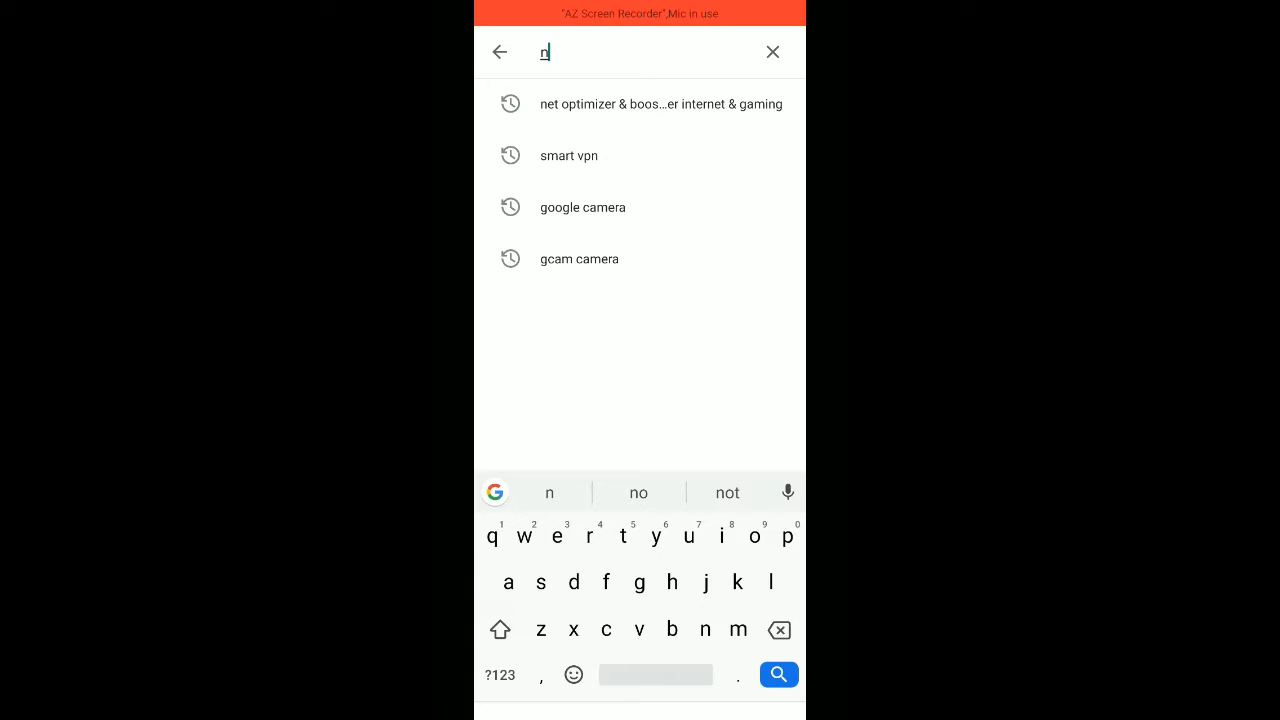 "AZ Screen Recorder",Mic in use
n
net optimizer & boos...er internet & gaming
smart vpn
google camera
gcam camera
n no not
1 2 3 4 5 6 7 8 9 0
q w e r t y u i o p
a s d f g h j k l
z x c v b n m
?123 , .